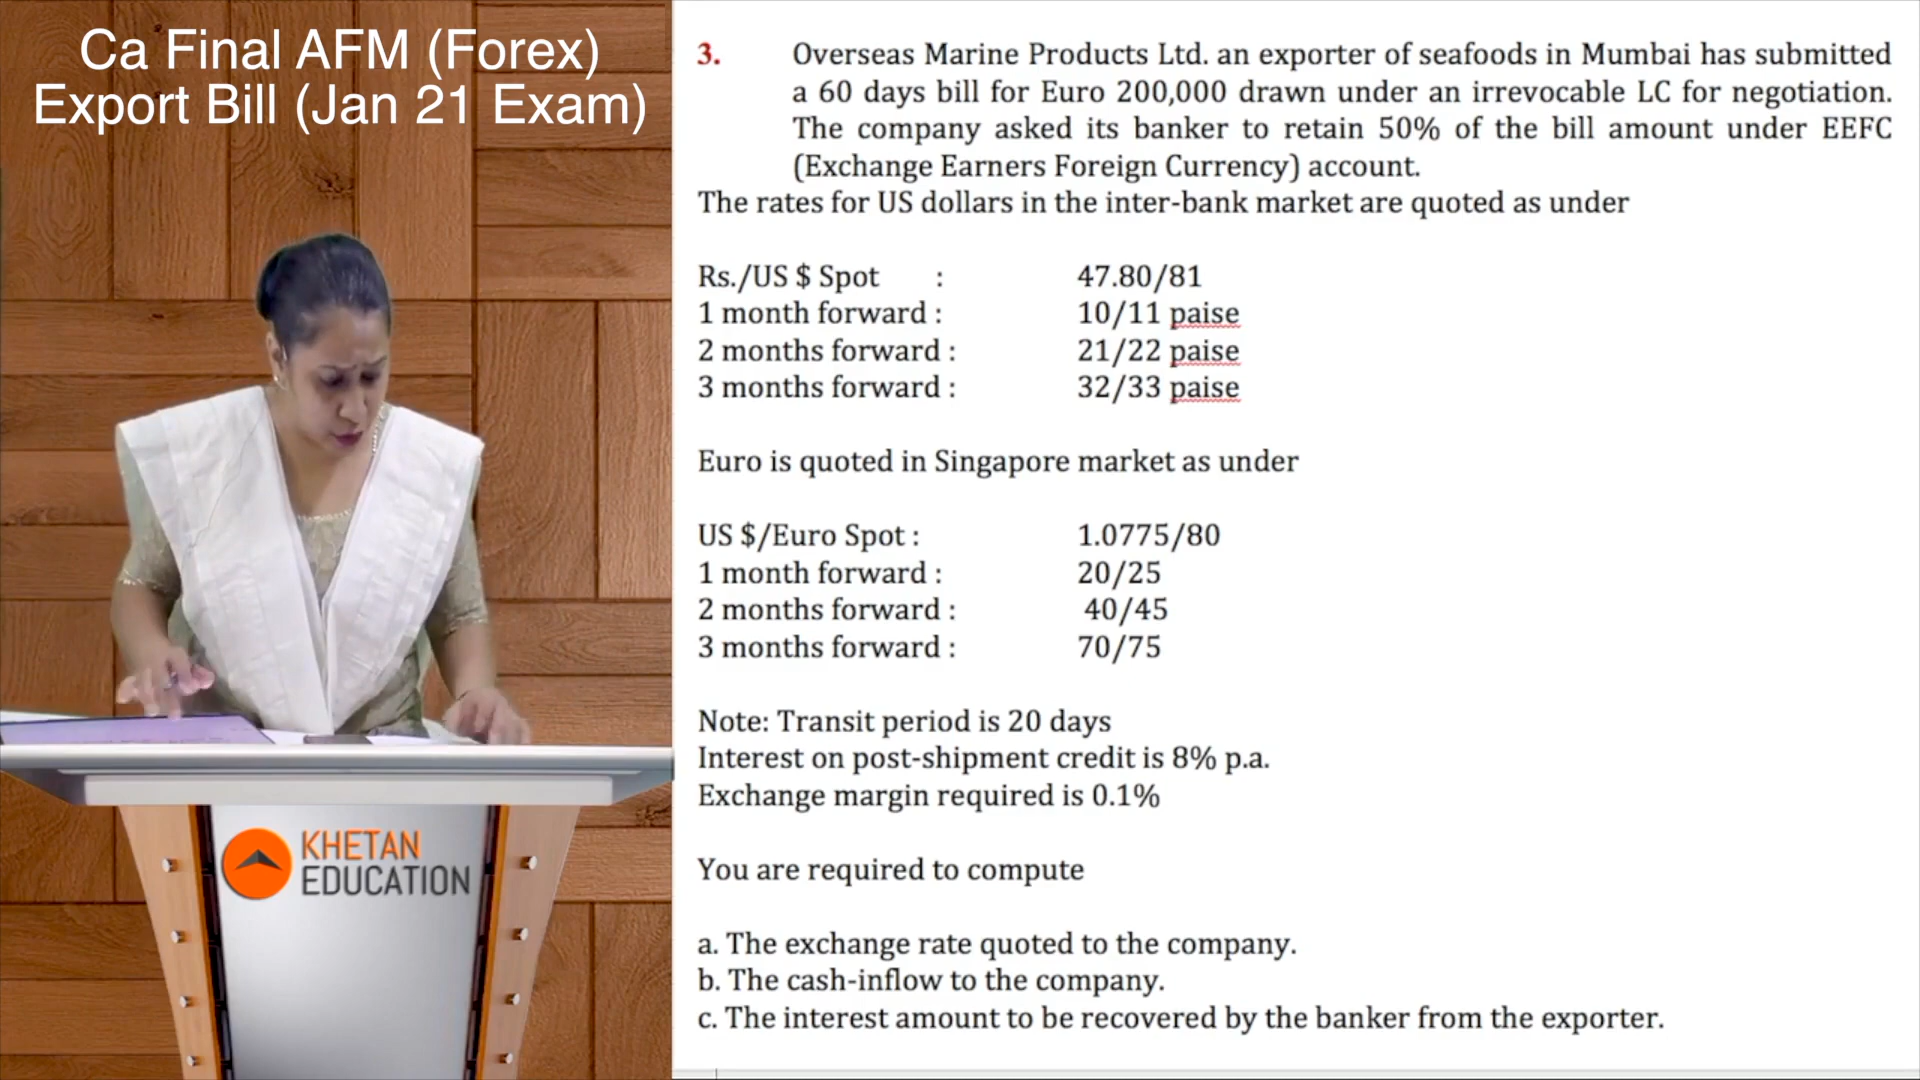 Ca Final AFM (Forex)
Export Bill (Jan 21 Exam)
3. Overseas Marine Products Ltd. an exporter of seafoods in Mumbai has submitted
a 60 days bill for Euro 200,000 drawn under an irrevocable LC for negotiation.
The company asked its banker to retain 50% of the bill amount under EEFC
(Exchange Earners Foreign Currency) account.
The rates for US dollars in the inter-bank market are quoted as under
Rs./US $ Spot : 47.80/81
1 month forward : 10/11 paise
2 months forward : 21/22 paise
3 months forward : 32/33 paise
Euro is quoted in Singapore market as under
US $/Euro Spot : 1.0775/80
1 month forward : 20/25
2 months forward : 40/45
3 months forward : 70/75
Note: Transit period is 20 days
Interest on post-shipment credit is 8% p.a.
Exchange margin required is 0.1%
You are required to compute
a. The exchange rate quoted to the company.
b. The cash-inflow to the company.
c. The interest amount to be recovered by the banker from the exporter.
KHETAN
EDUCATION